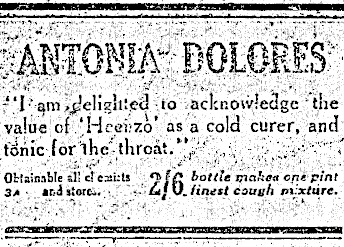 ANTONIA DOLORES
"I am delighted to acknowledge the
value of 'Heenzo' as a cold curer, and
tonic for the throat."
Obtainable all chemists
and stores. 2/6 bottle makes one pint
finest cough mixture.